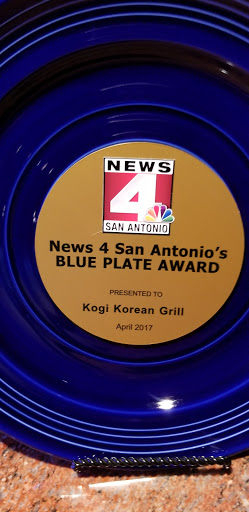 NEWS
4
SAN ANTONIO
News 4 San Antonio's
BLUE PLATE AWARD
PRESENTED TO
Kogi Korean Grill
April 2017